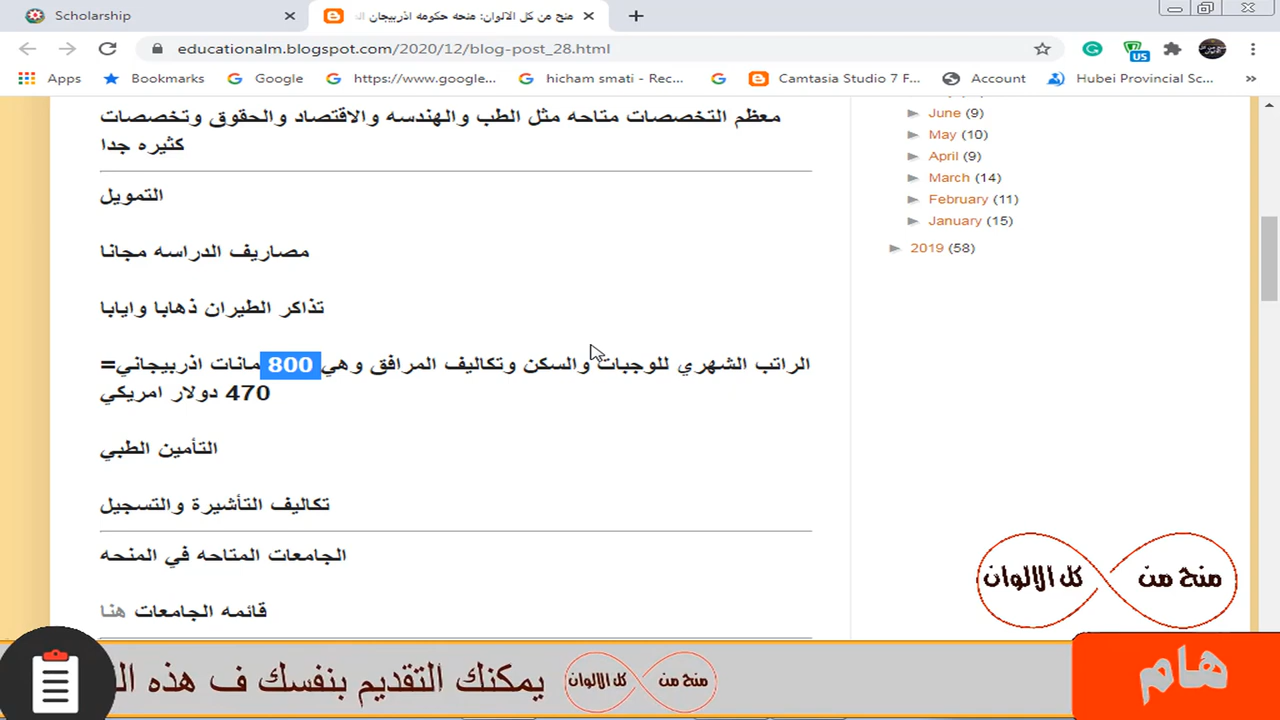 Scholarship
منح من كل الالوان: منحه حكومه اذربيجان ال
educationalm.blogspot.com/2020/12/blog-post_28.html
US
Apps
Bookmarks
Google
https://www.google...
hicham smati - Rec...
Camtasia Studio 7 F...
Account
Hubei Provincial Sc...
»
معظم التخصصات متاحه مثل الطب والهندسه والاقتصاد والحقوق وتخصصات
كثيره جدا
التمويل
مصاريف الدراسه مجانا
تذاكر الطيران ذهابا وايابا
الراتب الشهري للوجبات والسكن وتكاليف المرافق وهي 800 مانات اذربيجاني=
470 دولار امريكي
التأمين الطبي
تكاليف التأشيرة والتسجيل
الجامعات المتاحه في المنحه
قائمه الجامعات هنا
June (9)
May (10)
April (9)
March (14)
February (11)
January (15)
2019 (58)
منح من كل الالوان
يمكنك التقديم بنفسك ف هذه
منح من كل الالوان
هام